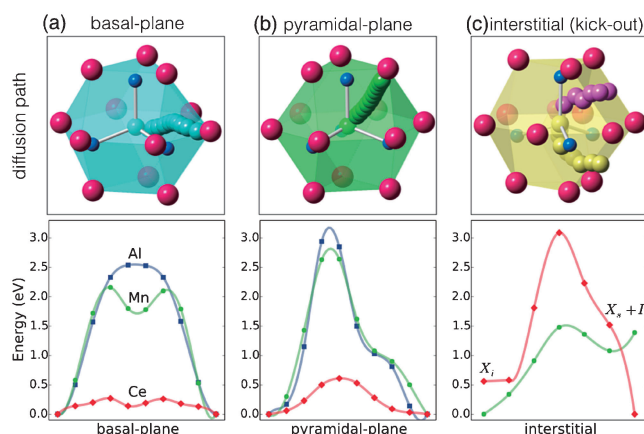 (a) basal-plane
(b) pyramidal-plane
(c) interstitial (kick-out)
diffusion path
Energy (eV)
3.0
2.5
2.0
1.5
1.0
0.5
0.0
Al
Mn
Ce
basal-plane
3.0
2.5
2.0
1.5
1.0
0.5
0.0
pyramidal-plane
3.0
2.5
2.0
1.5
1.0
0.5
0.0
X_i
X_s + I
interstitial